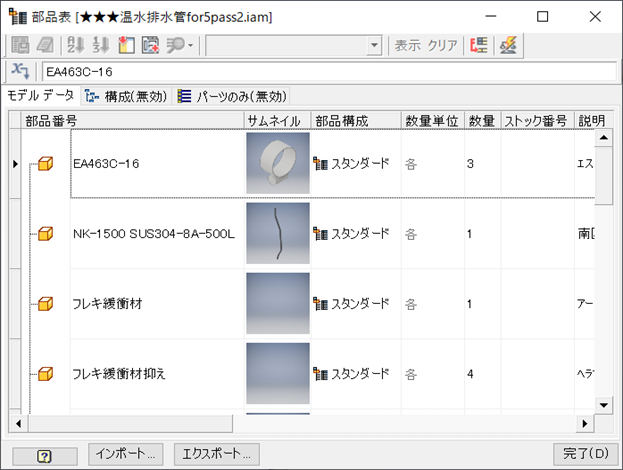 部品表 [★★★温水排水管for5pass2.iam]
表示 クリア
EA463C-16
モデル データ 構成(無効) パーツのみ(無効)
部品番号 サムネイル 部品構成 数量単位 数量 ストック番号 説明
EA463C-16 スタンダード 各 3 エス
NK-1500 SUS304-8A-500L スタンダード 各 1 南
フレキ緩衝材 スタンダード 各 1 アー
フレキ緩衝材抑え スタンダード 各 4 ヘラ
インポート... エクスポート... 完了(D)